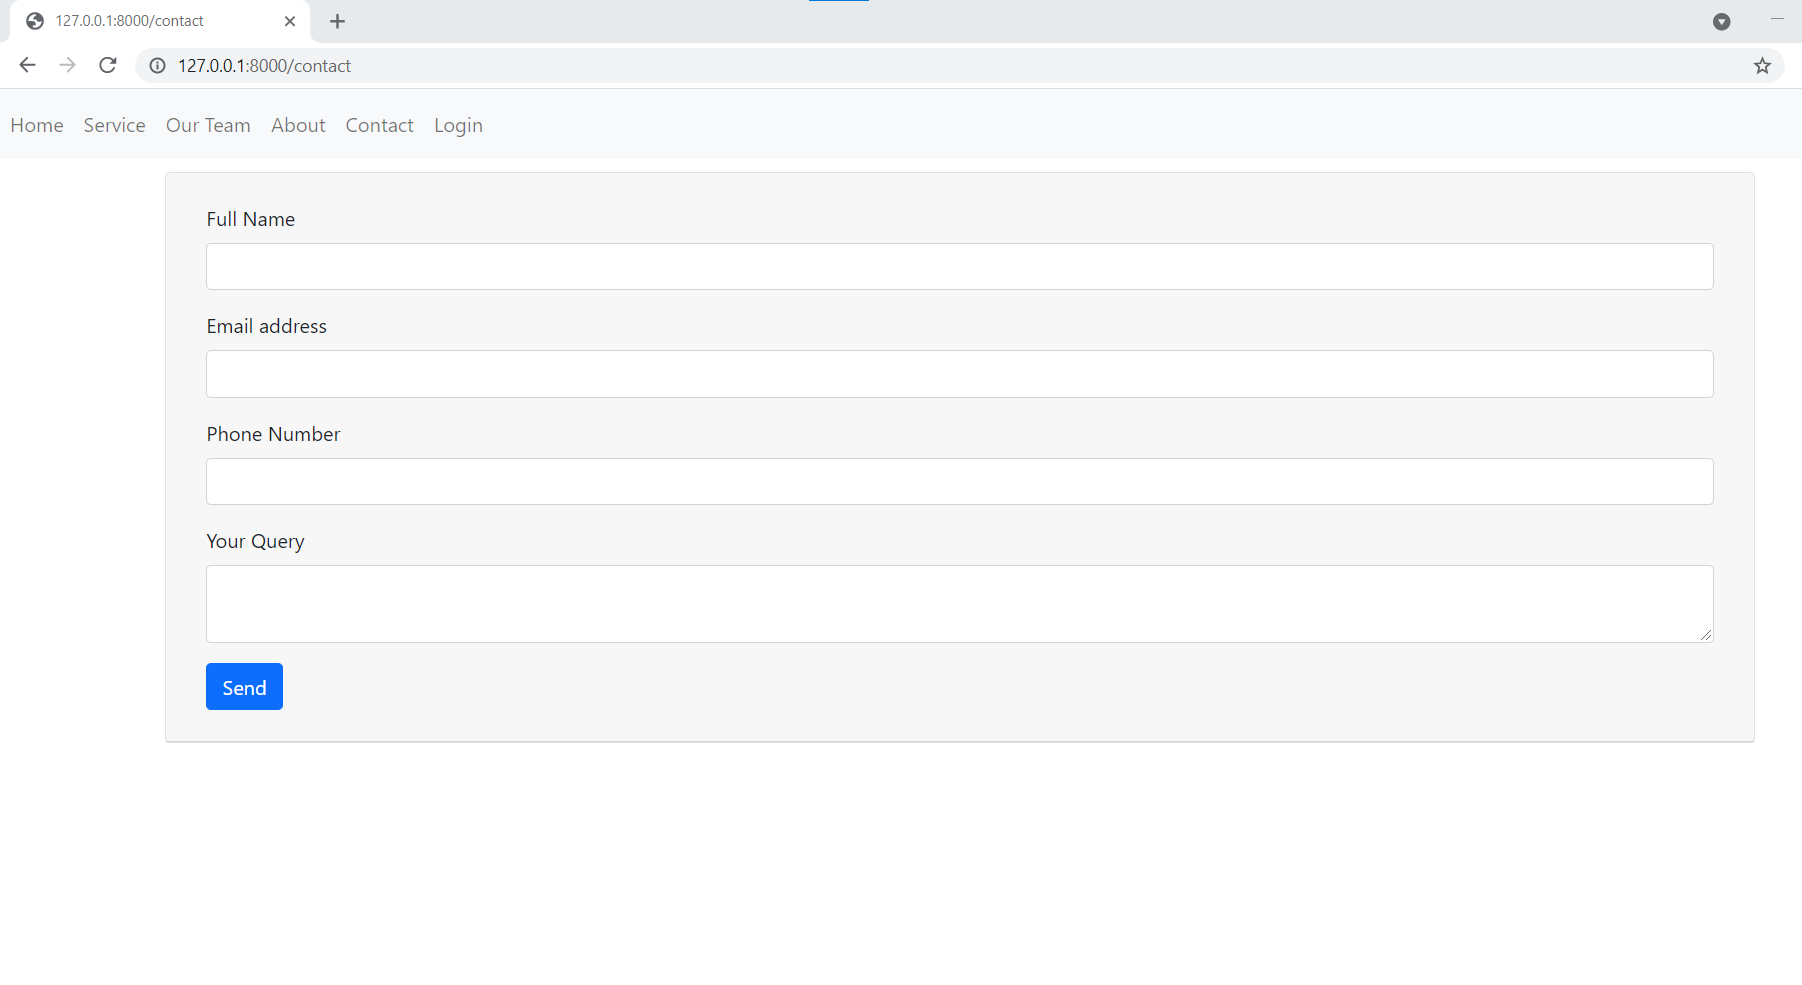 127.0.0.1:8000/contact
127.0.0.1:8000/contact
Home Service Our Team About Contact Login
Full Name
Email address
Phone Number
Your Query
Send